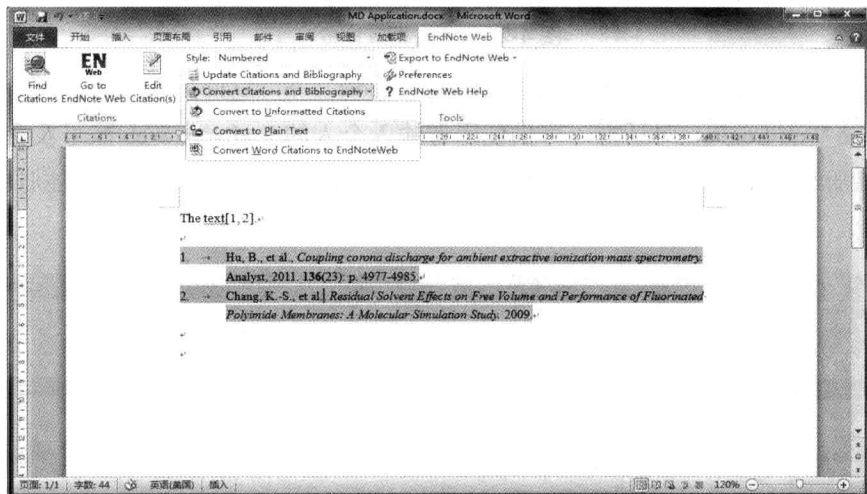 MD Application.docx - Microsoft Word
文件 开始 插入 页面布局 引用 邮件 审阅 视图 加载项 EndNote Web
Find Citations
EN Web
Go to EndNote Web
Edit Citation(s)
Citations
Style: Numbered
Update Citations and Bibliography
Convert Citations and Bibliography
Convert to Unformatted Citations
Convert to Plain Text
Convert Word Citations to EndNoteWeb
Export to EndNote Web
Preferences
EndNote Web Help
Tools
The text[1, 2].
1 Hu, B., et al., Coupling corona discharge for ambient extractive ionization mass spectrometry.
Analyst, 2011. 136(23): p. 4977-4985.
2. Chang, K.-S., et al. Residual Solvent Effects on Free Volume and Performance of Fluorinated
Polyimide Membranes: A Molecular Simulation Study. 2009.
页面: 1/1 字数: 44 英语(美国) 插入 120%